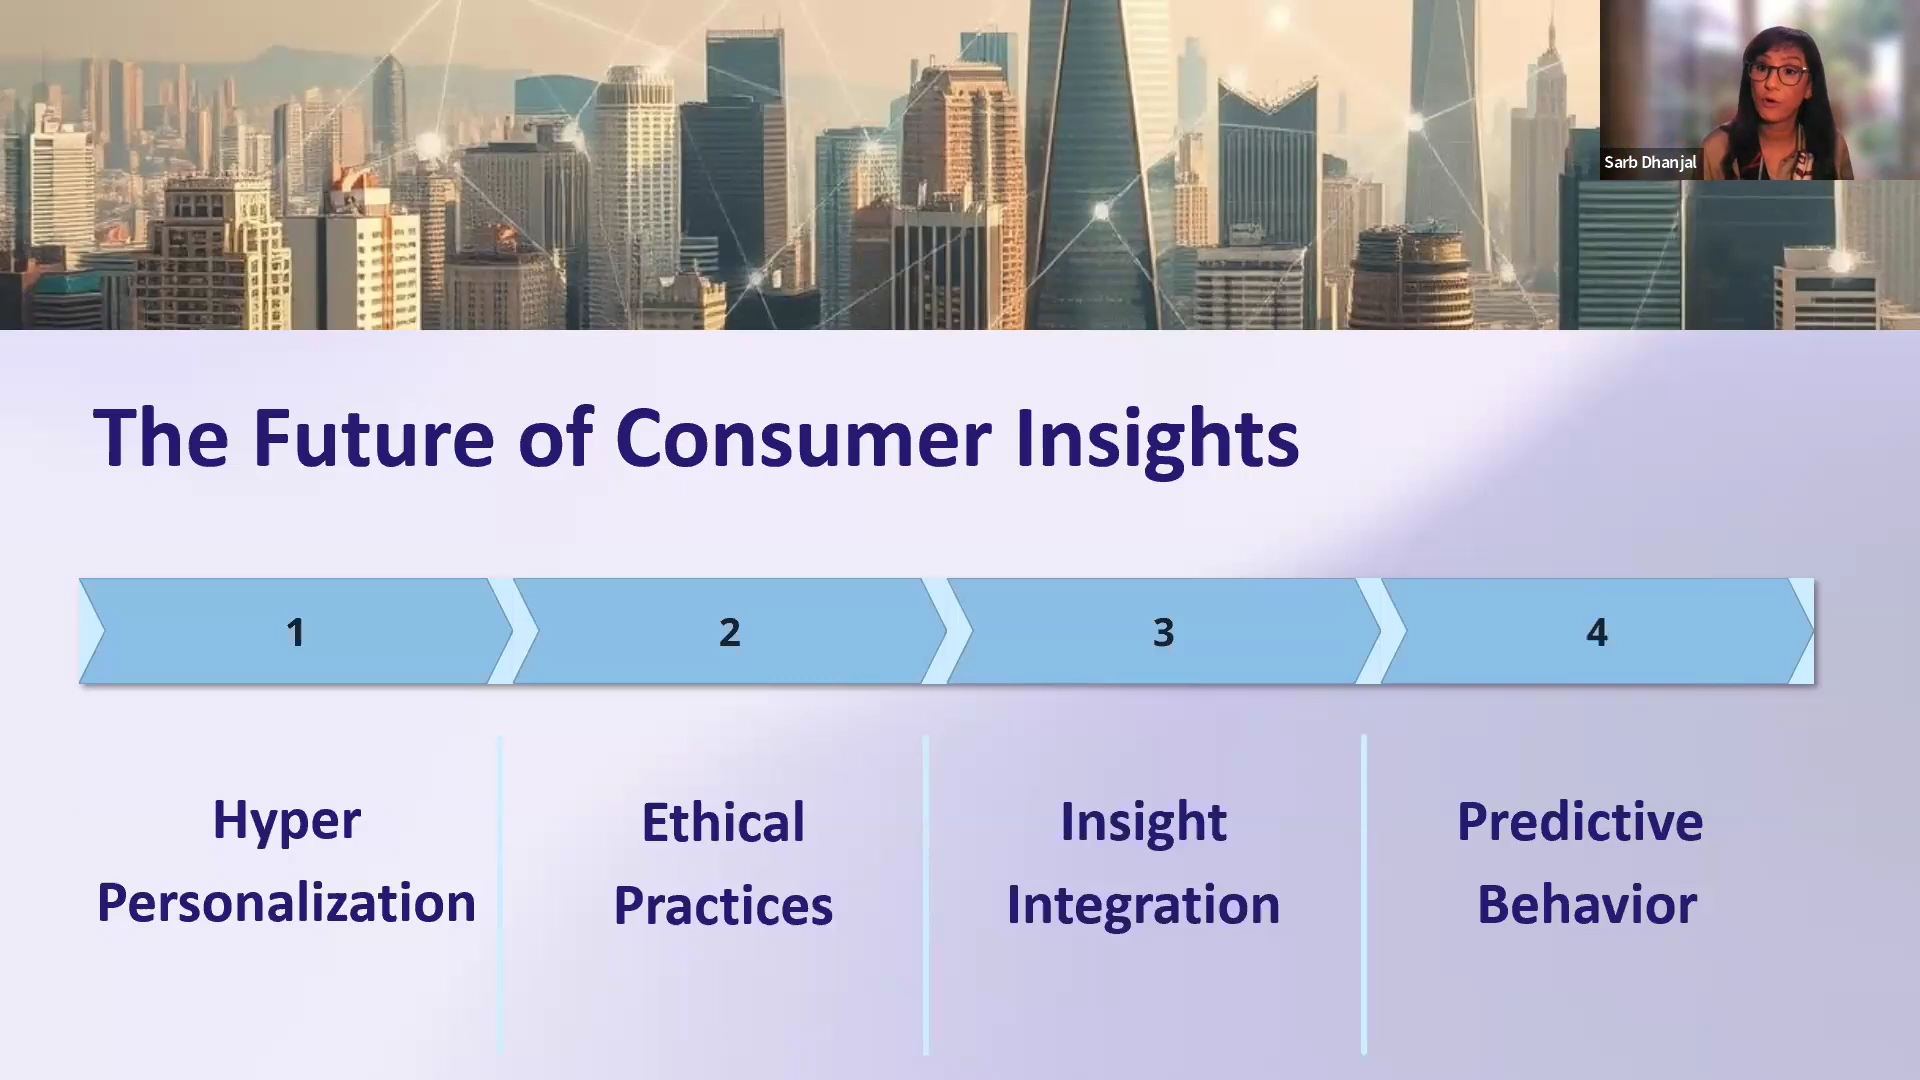 Sarb Dhanjal
The Future of Consumer Insights
1
2
3
4
Hyper
Personalization
Ethical
Practices
Insight
Integration
Predictive
Behavior